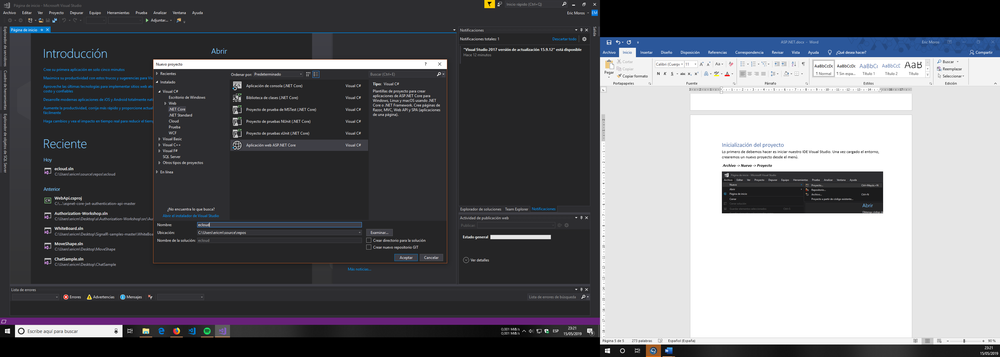 Página de inicio - Microsoft Visual Studio
Inicio rápido (Ctrl+Q)
Archivo Editar Ver Proyecto Depurar Equipo Herramientas Prueba Analizar Ventana Ayuda
Eric Moros EM
Adjuntar...
Explorador de servidores
Cuadro de herramientas
Explorador de objetos de SQL Server
Página de inicio
Introducción
Cree su primera aplicación en solo cinco minutos
Maximice su productividad con estos trucos y sugerencias para Vis
Aproveche las últimas tecnologías para implementar sitios web atra
costo y confiables
Desarrolle modernas aplicaciones de iOS y Android totalmente nati
Aumente la productividad, corrija más rápido y proporcione actual
fácilmente
Haga cambios y vea el impacto en tiempo real para reducir el tiemp
Reciente
Hoy
ecloud.sln
C:\Users\ericm\source\repos\ecloud
Anterior
WebApi.csproj
C:\...\aspnet-core-jwt-authentication-api-master
Authorization-Workshop.sln
C:\Users\ericm\Desktop\a\Authorization-Workshop\src\Au
WhiteBoard.sln
C:\Users\ericm\Desktop\SignalR-samples-master\WhiteBoa
MoveShape.sln
C:\Users\ericm\Desktop\MoveShape
ChatSample.sln
C:\Users\ericm\Desktop\ChatSample
Abrir
Más noticias...
Nuevo proyecto
? 
Recientes
Instalado
Visual C#
Escritorio de Windows
Web
.NET Core
.NET Standard
Cloud
Prueba
WCF
Visual Basic
Visual C++
Visual F#
SQL Server
Otros tipos de proyectos
En línea
¿No encuentra lo que busca?
Abrir el instalador de Visual Studio
Ordenar por: Predeterminado
Buscar (Ctrl+E)
Aplicación de consola (.NET Core) Visual C#
Biblioteca de clases (.NET Core) Visual C#
Proyecto de prueba de MSTest (.NET Core) Visual C#
Proyecto de pruebas NUnit (.NET Core) Visual C#
Proyecto de pruebas xUnit (.NET Core) Visual C#
Aplicación web ASP.NET Core Visual C#
Tipo: Visual C#
Plantillas de proyecto para crear
aplicaciones de ASP.NET Core para
Windows, Linux y macOS usando .NET
Core o .NET Framework. Cree páginas de
Razor, MVC, Web API y SPA (aplicaciones
de una página).
Nombre: ecloud
Ubicación: C:\Users\ericm\source\repos
Examinar...
Nombre de la solución: ecloud
Crear directorio para la solución
Crear nuevo repositorio GIT
Aceptar Cancelar
Notificaciones
Notificaciones totales: 1 Descartar todo
"Visual Studio 2017 versión de actualización 15.9.12" está disponible
Hace 12 minutos
Salida
Explorador de soluciones Team Explorer Notificaciones
Actividad de publicación web
Publicar:
Estado general
Ver detalles
Lista de errores
Errores Advertencias Mensajes
Lista de errores de búsqueda
Escribe aquí para buscar
0,001 MiB/s
0,001 MiB/s
ESP
23:21
15/05/2019
9
ASP.NET.docx - Word
Eric Moros
Archivo Inicio Insertar Diseño Disposición Referencias Correspondencia Revisar Vista Ayuda ¿Qué desea hacer?
Compartir
Pegar
Cortar
Copiar
Copiar formato
Portapapeles
Calibri (Cuerpo 11
Aa
N K S abc x₂ x²
Fuente
Párrafo
AaBbCcDc AaBbCcDc AaBbCc AaBbCcD AaB
¶ Normal ¶ Sin espa... Título 1 Título 2 Título
Estilos
Buscar
Reemplazar
Seleccionar
Edición
Inicialización del proyecto
Lo primero de debemos hacer es iniciar nuestro IDE Visual Studio. Una vez cargado el entorno,
crearemos un nuevo proyecto desde el menú.
Archivo -> Nuevo -> Proyecto
Página de inicio - Microsoft Visual Studio
Archivo Editar Ver Proyecto Depurar Equipo Herramientas Prueba Analizar Ventana Ayuda
Nuevo
Abrir
Página de inicio
Cerrar
Cerrar solución
Guardar elementos seleccionados Ctrl+S
Proyecto... Ctrl+Mayús.+N
Repositorio...
Archivo... Ctrl+N
Proyecto a partir de código existente...
Abrir
Obtenga código de
Página 5 de 5 273 palabras Español (España)
90 %
23:21
15/05/2019